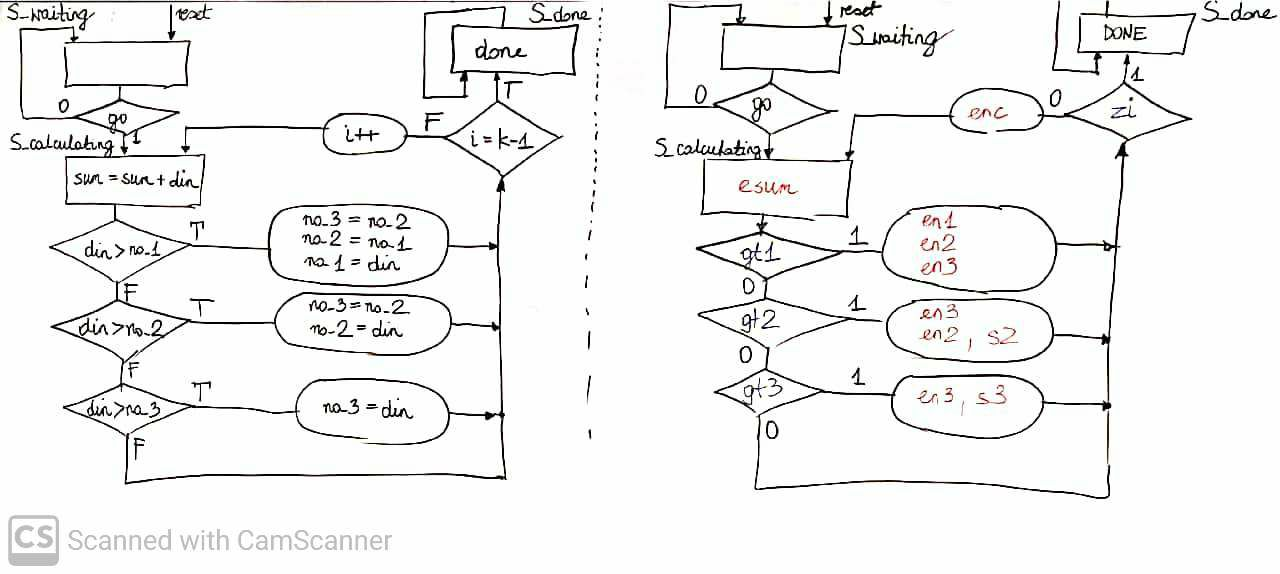 S_waiting
reset
0
go
1
S_calculating
sum = sum + din
din > no_1
T
no_3 = no_2
no_2 = no_1
no_1 = din
F
din > no_2
T
no_3 = no_2
no_2 = din
F
din > no_3
T
no_3 = din
F
i++
F
i = k-1
T
done
S_done
reset
S_waiting
0
go
S_calculating
esum
gt1
1
en1
en2
en3
0
gt2
1
en3
en2, s2
0
gt3
1
en3, s3
0
enc
0
zi
1
DONE
S_done
CS Scanned with CamScanner